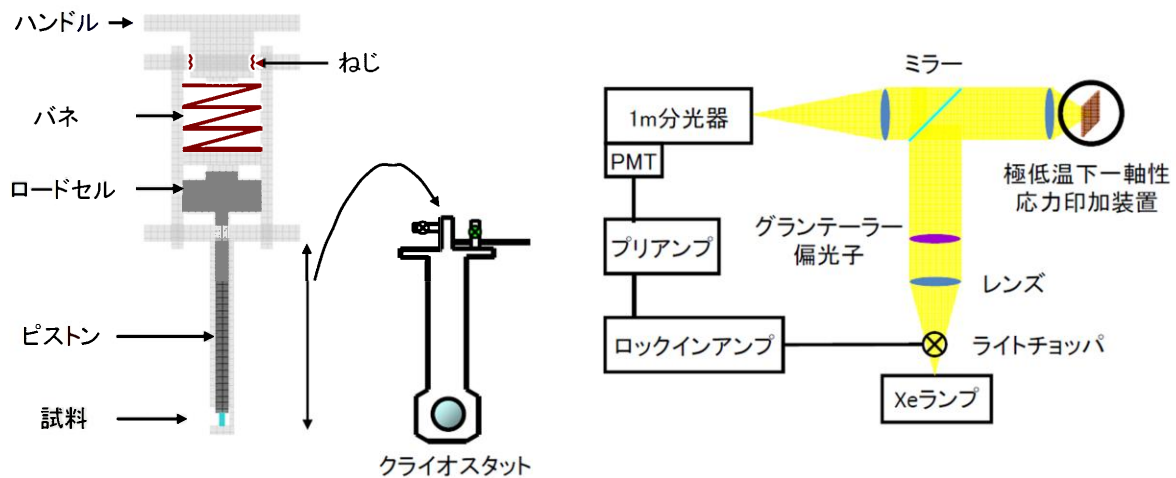 ハンドル
ねじ
バネ
ロードセル
ピストン
試料
クライオスタット
ミラー
1m分光器
PMT
極低温下一軸性
応力印加装置
グランテーラー
偏光子
プリアンプ
レンズ
ロックインアンプ
ライトチョッパ
Xeランプ